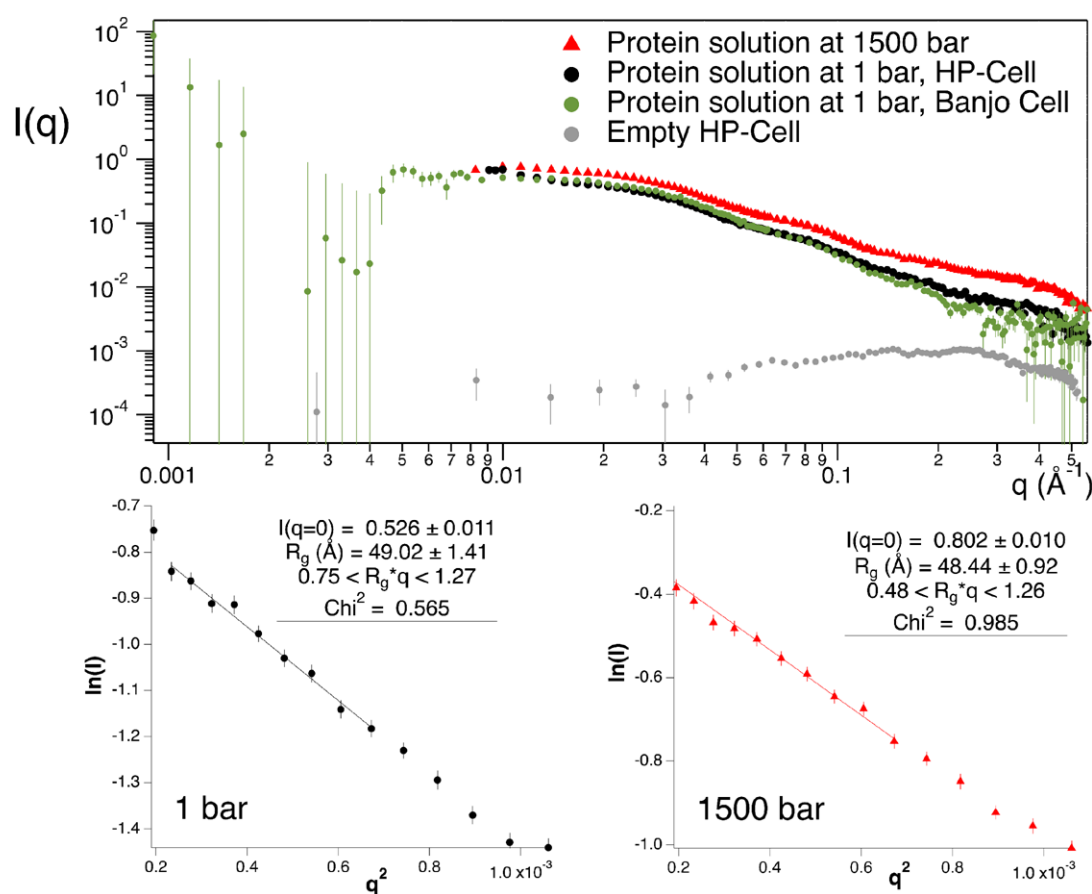 I(q)
10²
10¹
10⁰
10⁻¹
10⁻²
10⁻³
10⁻⁴
Protein solution at 1500 bar
Protein solution at 1 bar, HP-Cell
Protein solution at 1 bar, Banjo Cell
Empty HP-Cell
0.001 2 3 4 5 6 7 8 9 0.01 2 3 4 5 6 7 8 9 0.1 2 3 4 5
q (Å⁻¹)
-0.7
-0.8
-0.9
-1.0
-1.1
-1.2
-1.3
-1.4
ln(I)
I(q=0) = 0.526 ± 0.011
Rg (Å) = 49.02 ± 1.41
0.75 < Rg*q < 1.27
Chi² = 0.565
1 bar
0.2 0.4 0.6 0.8 1.0 x10⁻³
q²
-0.2
-0.4
-0.6
-0.8
-1.0
ln(I)
I(q=0) = 0.802 ± 0.010
Rg (Å) = 48.44 ± 0.92
0.48 < Rg*q < 1.26
Chi² = 0.985
1500 bar
0.2 0.4 0.6 0.8 1.0 x10⁻³
q²